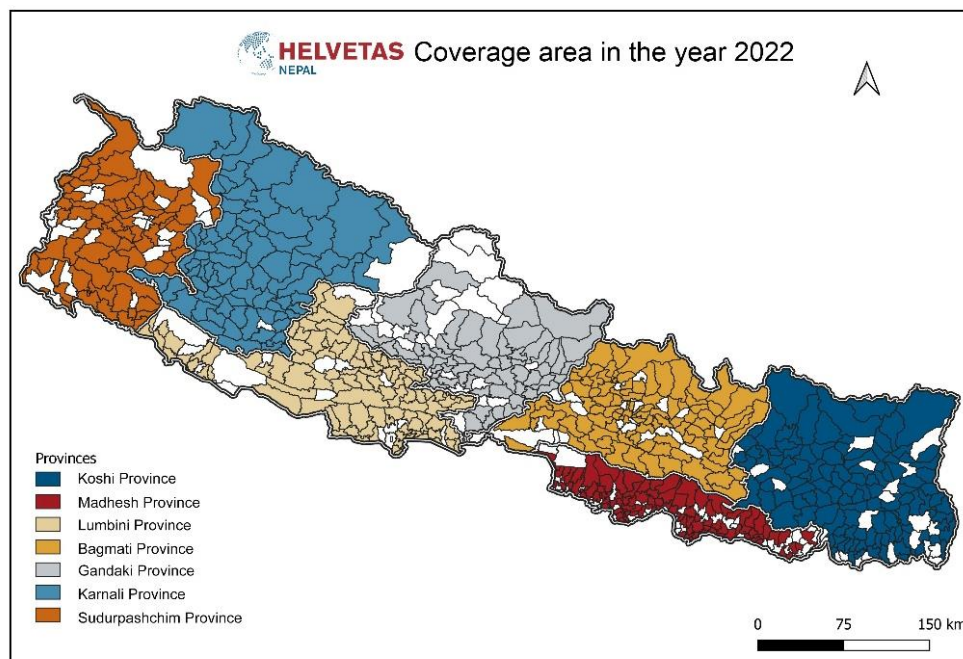 HELVETAS Coverage area in the year 2022
NEPAL
Provinces
Koshi Province
Madhesh Province
Lumbini Province
Bagmati Province
Gandaki Province
Karnali Province
Sudurpashchim Province
0 75 150 km